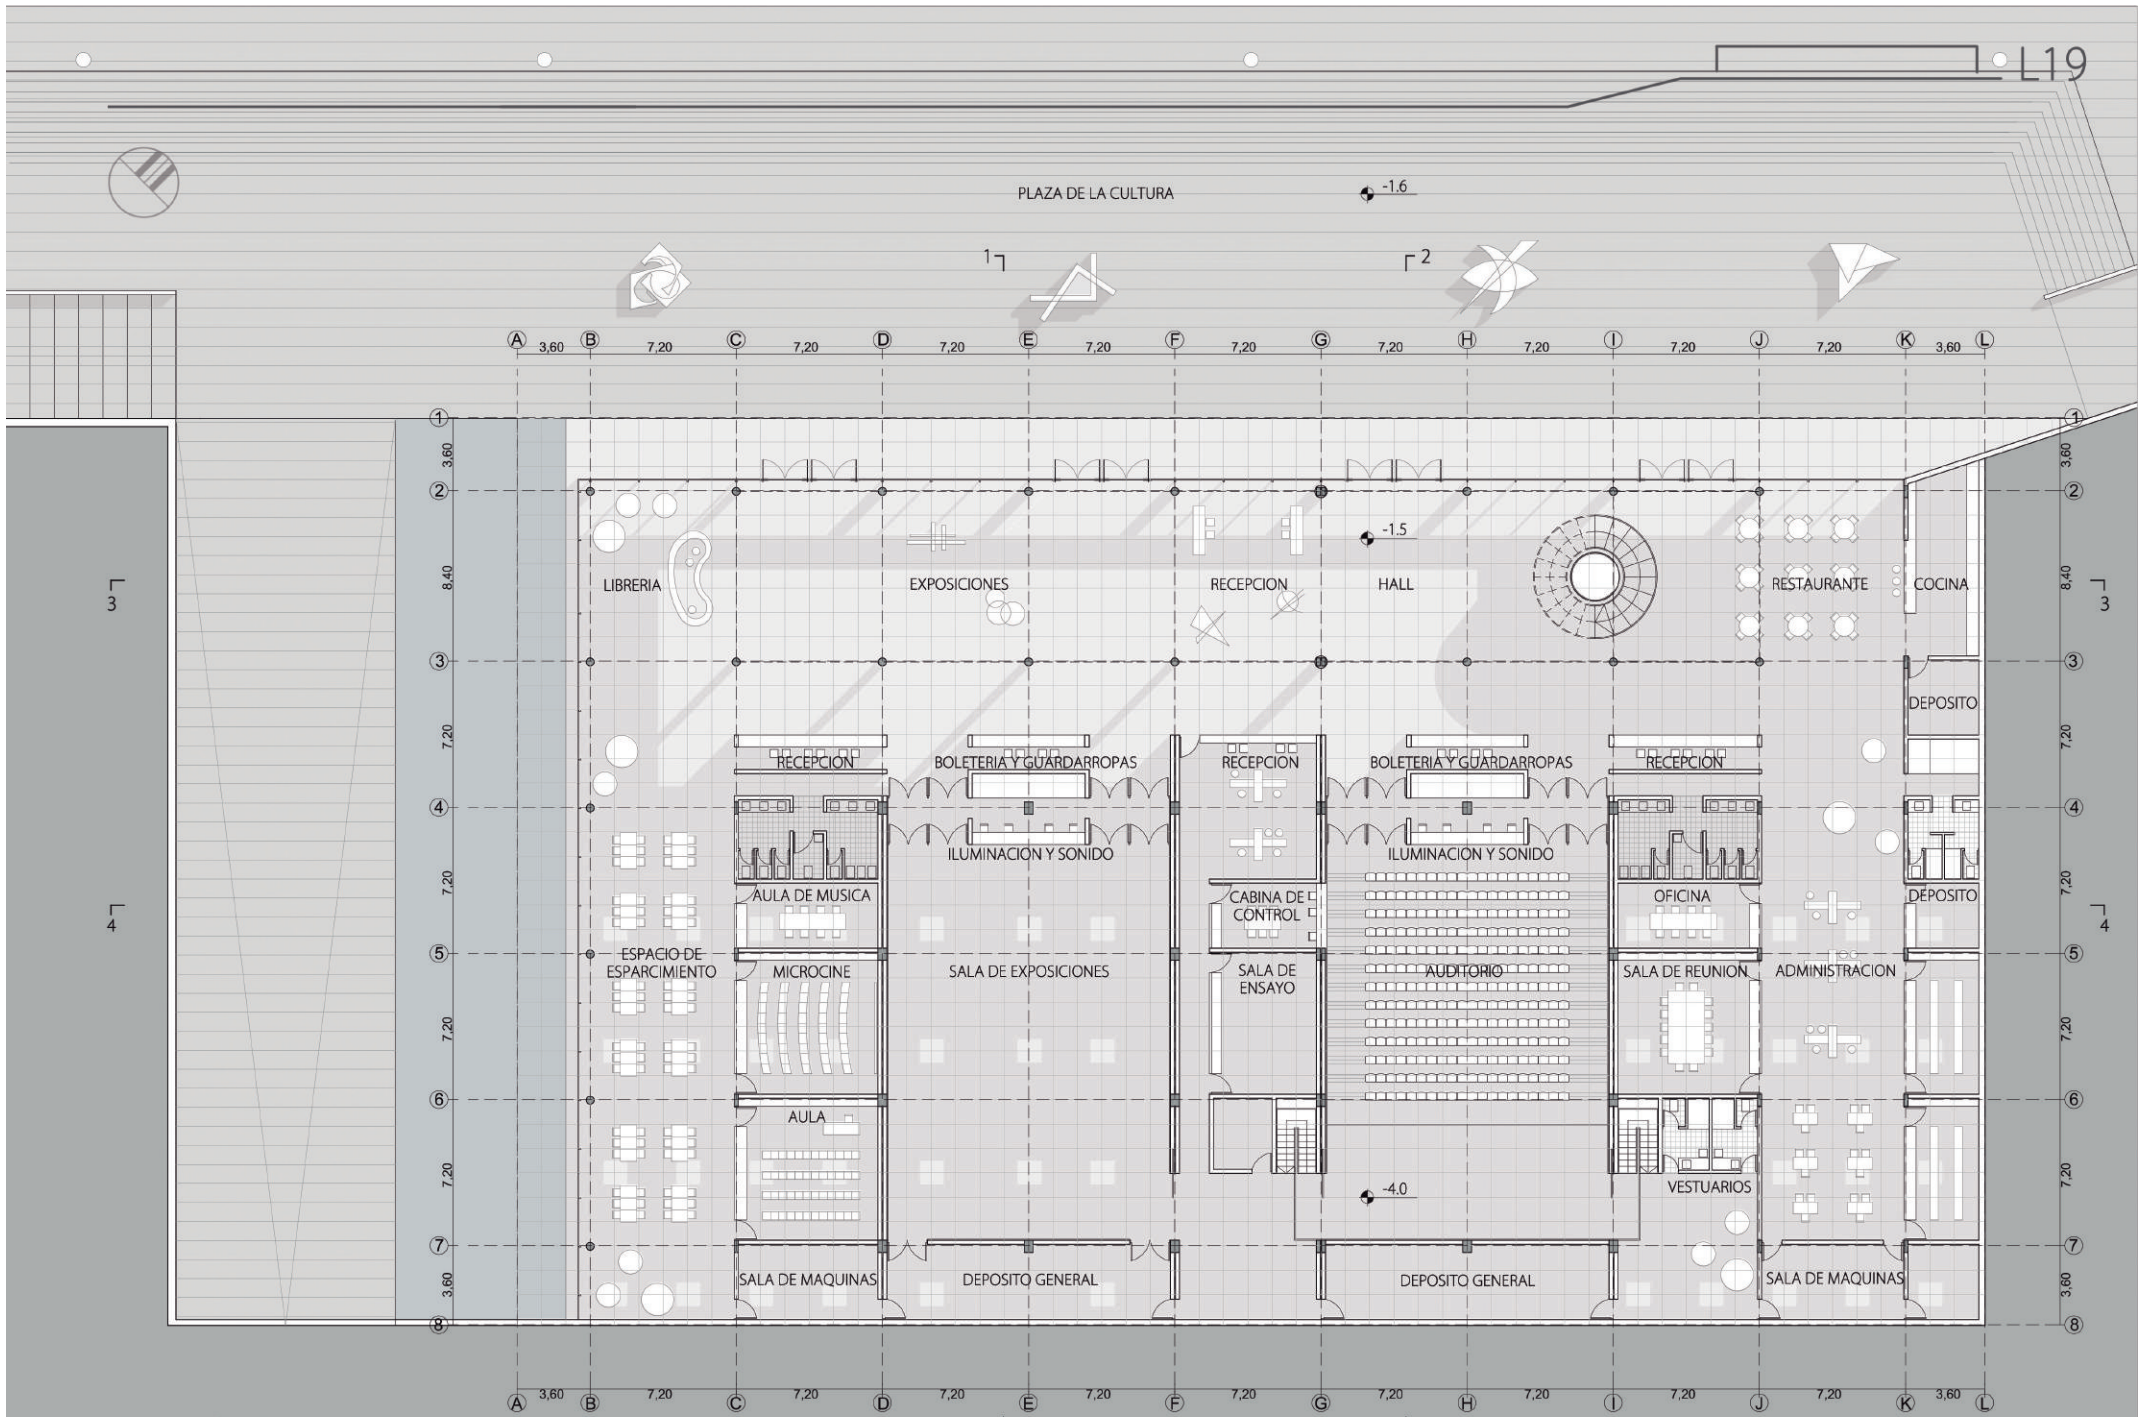 L19
PLAZA DE LA CULTURA
-1.6
1
2
A
B
C
D
E
F
G
H
I
J
K
L
3,60
7,20
7,20
7,20
7,20
7,20
7,20
7,20
7,20
7,20
3,60
1
1
3,60
3,60
2
2
-1.5
8,40
8,40
LIBRERIA
EXPOSICIONES
RECEPCION
HALL
RESTAURANTE
COCINA
3
3
3
3
DEPOSITO
7,20
7,20
RECEPCION
BOLETERIA Y GUARDARROPAS
RECEPCION
BOLETERIA Y GUARDARROPAS
RECEPCION
4
4
ILUMINACION Y SONIDO
ILUMINACION Y SONIDO
7,20
7,20
AULA DE MUSICA
CABINA DE
CONTROL
OFICINA
DEPOSITO
4
4
5
5
ESPACIO DE
ESPARCIMIENTO
MICROCINE
SALA DE EXPOSICIONES
SALA DE
ENSAYO
AUDITORIO
SALA DE REUNION
ADMINISTRACION
7,20
7,20
6
6
AULA
7,20
7,20
VESTUARIOS
-4.0
7
7
SALA DE MAQUINAS
DEPOSITO GENERAL
DEPOSITO GENERAL
SALA DE MAQUINAS
3,60
3,60
8
8
3,60
7,20
7,20
7,20
7,20
7,20
7,20
7,20
7,20
7,20
3,60
A
B
C
D
E
F
G
H
I
J
K
L